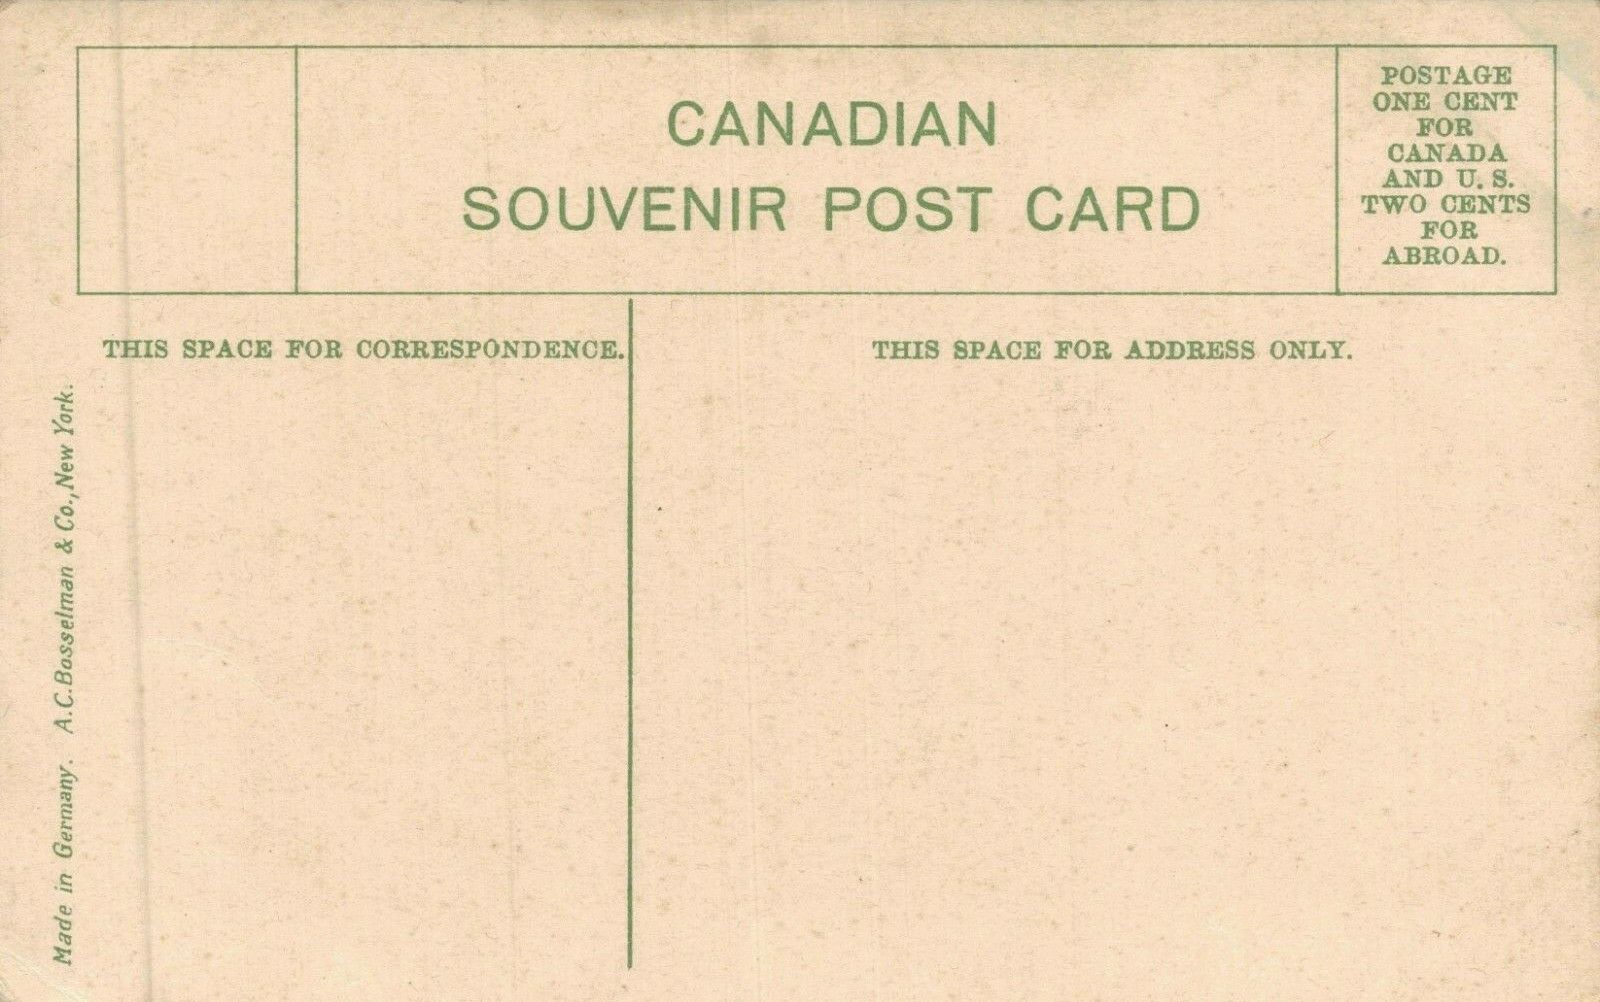 CANADIAN
SOUVENIR POST CARD
POSTAGE
ONE CENT
FOR
CANADA
AND U. S.
TWO CENTS
FOR
ABROAD.
THIS SPACE FOR CORRESPONDENCE.
THIS SPACE FOR ADDRESS ONLY.
Made in Germany. A.C. Bosselman & Co., New York.